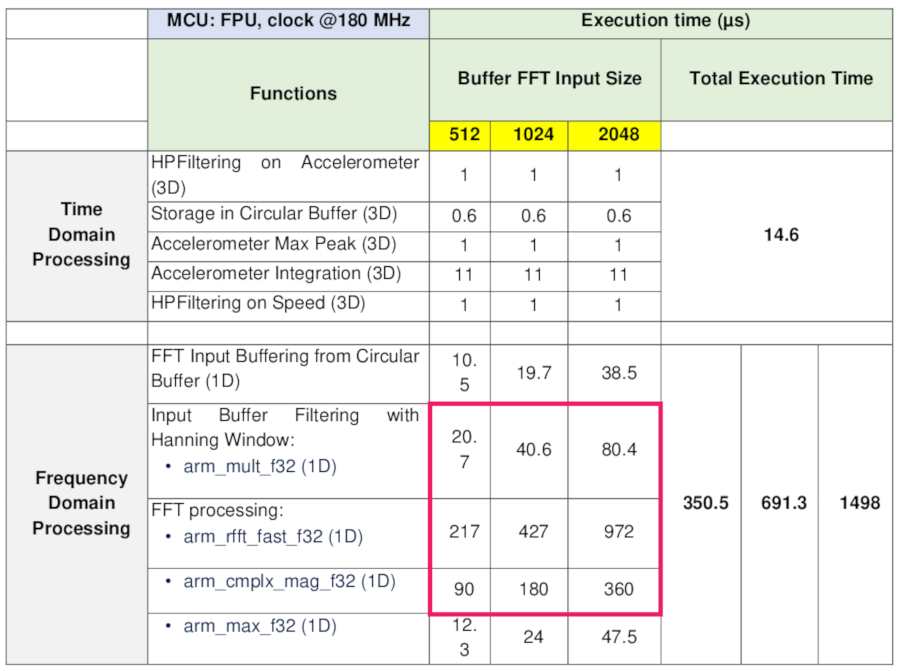 MCU: FPU, clock @180 MHz Execution time (µs)
Functions Buffer FFT Input Size Total Execution Time
512 1024 2048
Time
Domain
Processing
HPFiltering on Accelerometer
(3D)
1 1 1
Storage in Circular Buffer (3D) 0.6 0.6 0.6
Accelerometer Max Peak (3D) 1 1 1
Accelerometer Integration (3D) 11 11 11
HPFiltering on Speed (3D) 1 1 1
14.6
Frequency
Domain
Processing
FFT Input Buffering from Circular
Buffer (1D)
10.
5
19.7 38.5
Input Buffer Filtering with
Hanning Window:
• arm_mult_f32 (1D)
20.
7
40.6 80.4
FFT processing:
• arm_rfft_fast_f32 (1D)
217 427 972
• arm_cmplx_mag_f32 (1D)
90 180 360
• arm_max_f32 (1D)
12.
3
24 47.5
350.5 691.3 1498